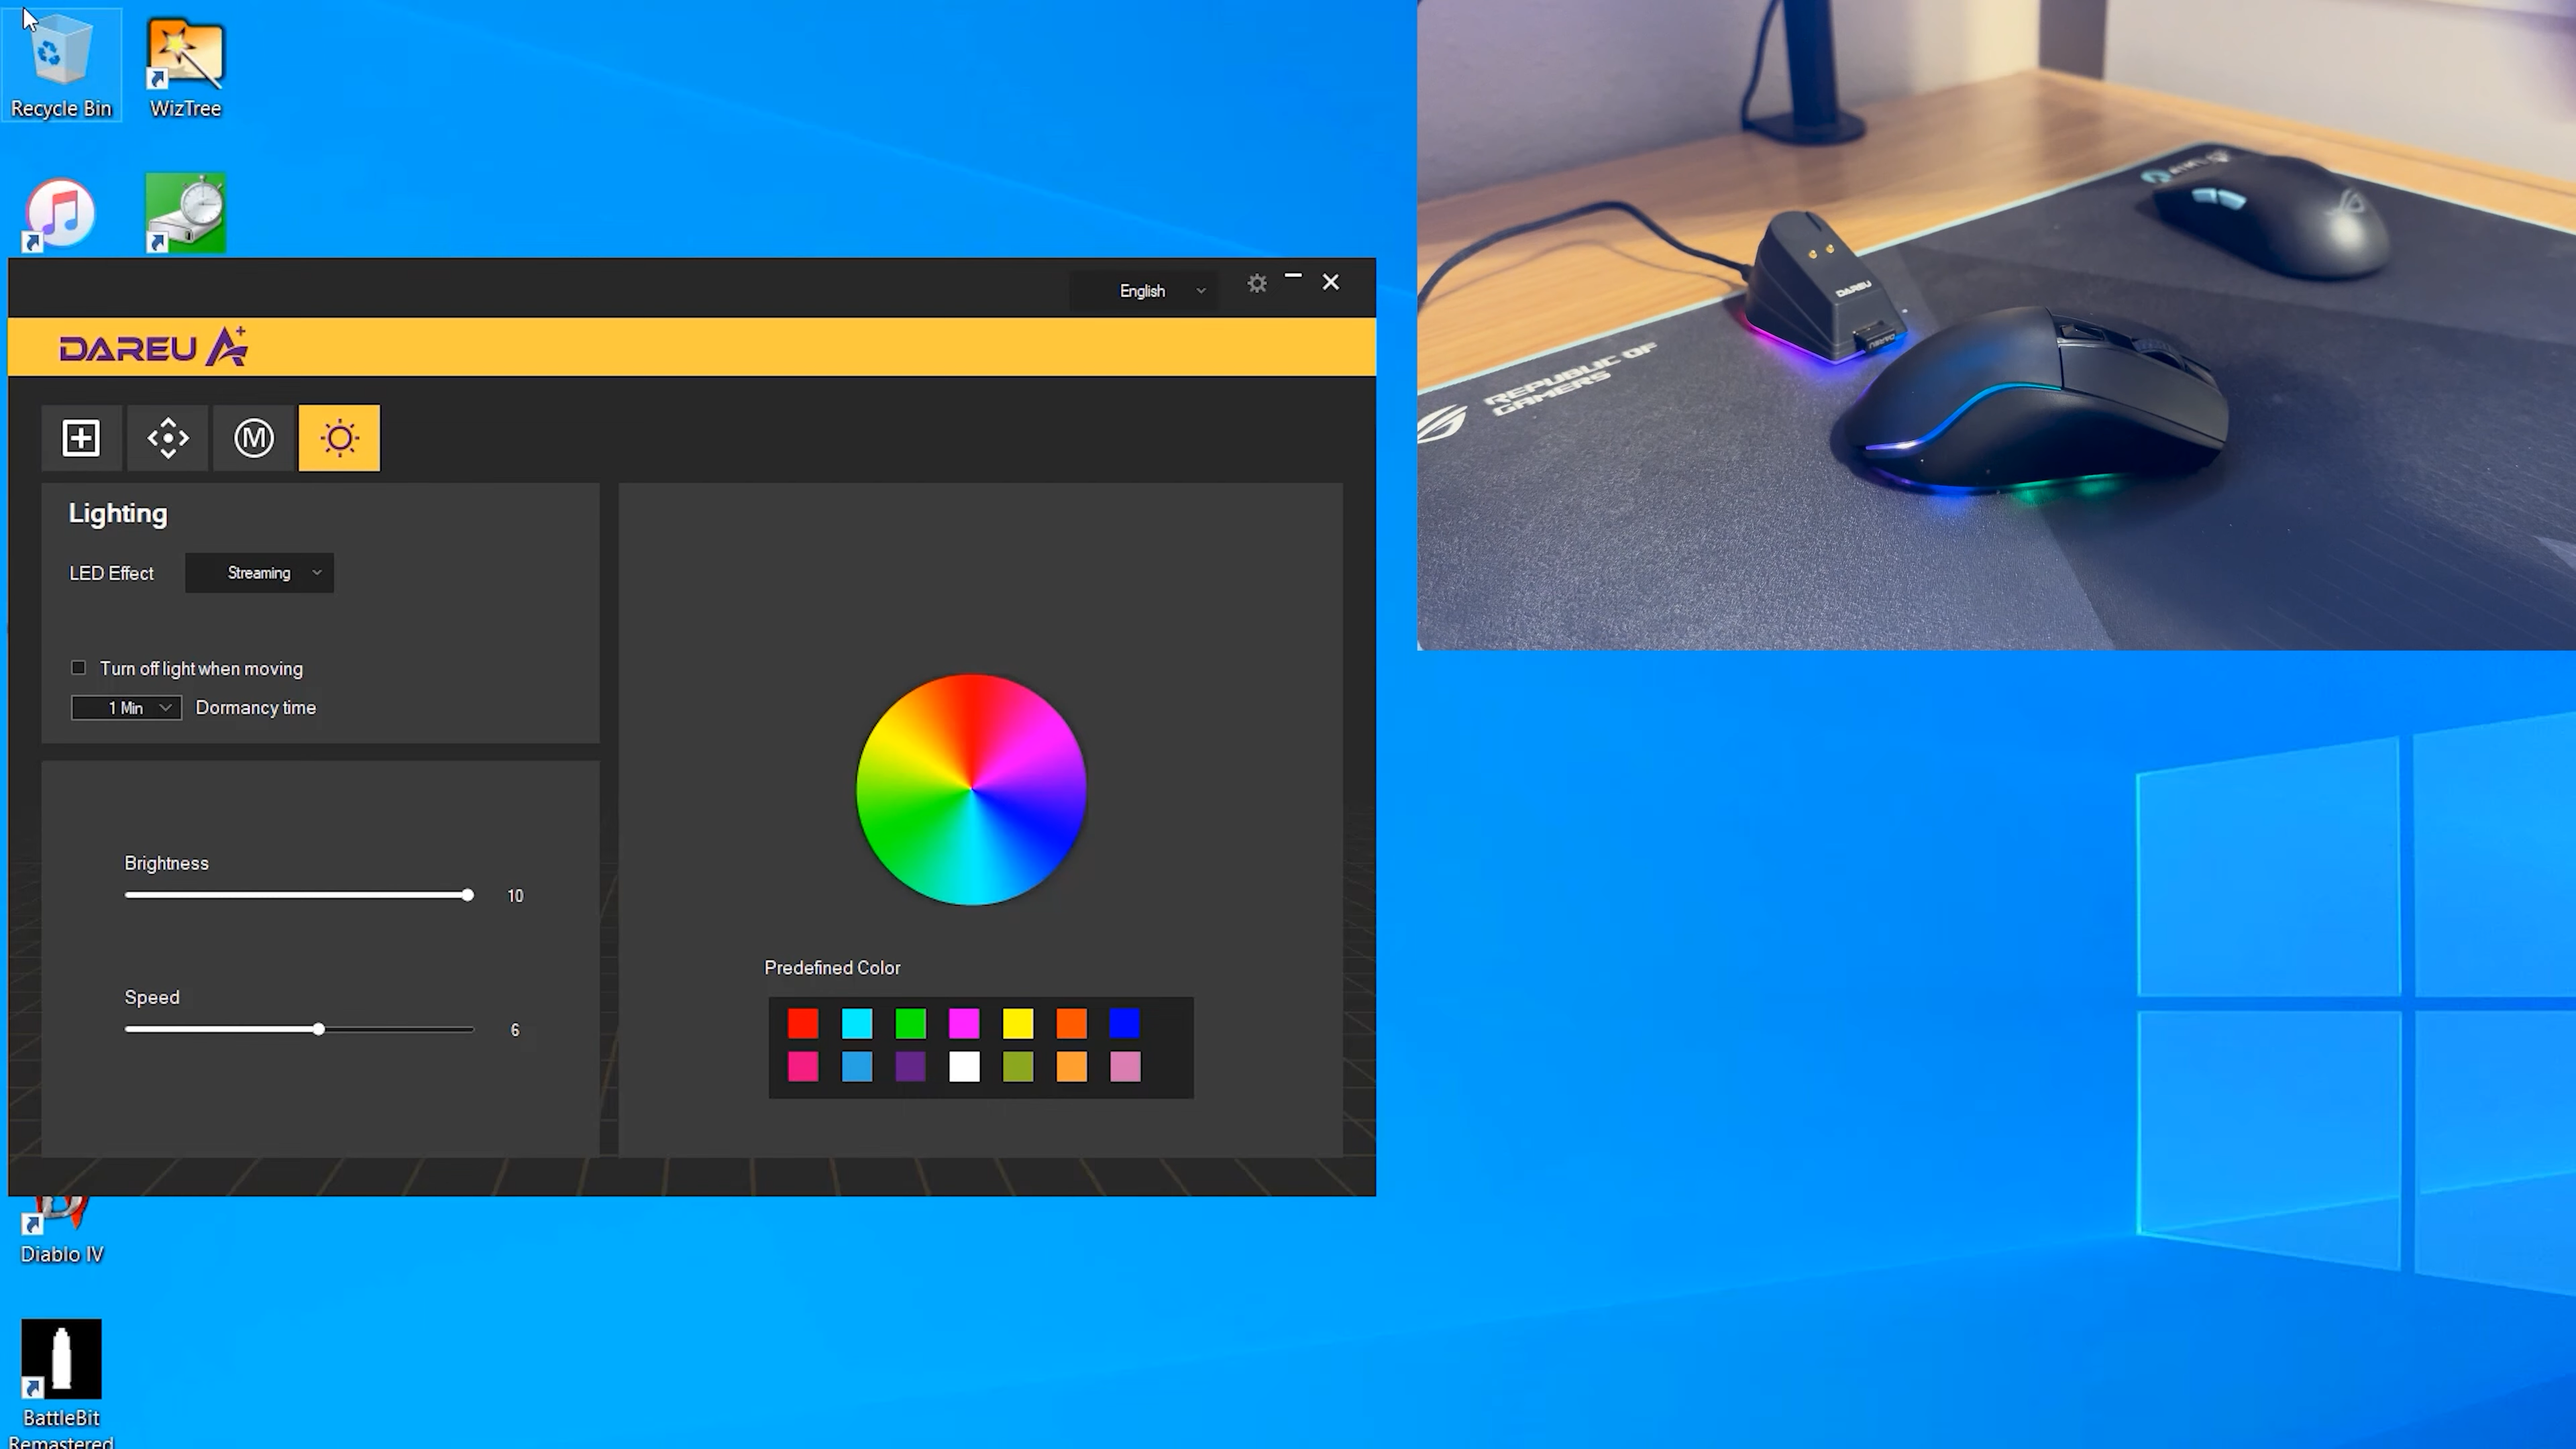 Recycle Bin
WizTree
English
DAREU A+
Lighting
LED Effect
Streaming
Turn off light when moving
1 Min
Dormancy time
Brightness
10
Speed
6
Predefined Color
Diablo IV
BattleBit
Remastered
DAREU
REPUBLIC OF
GAMERS